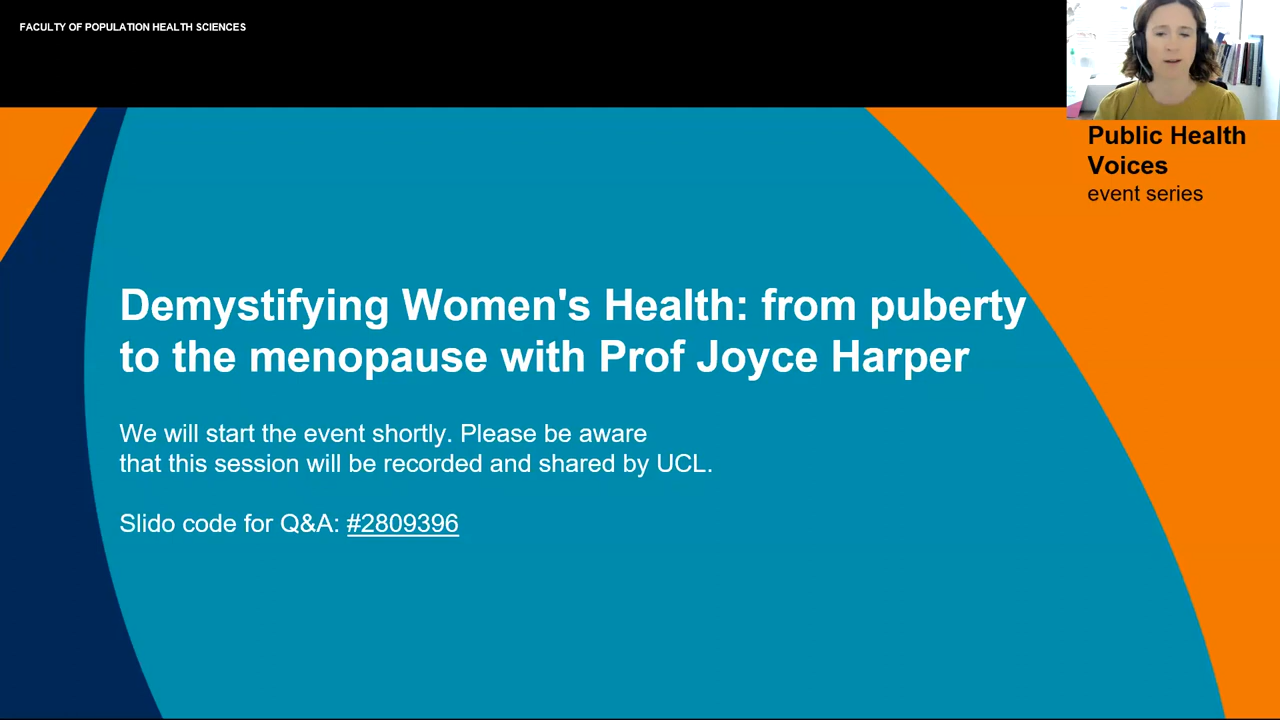 FACULTY OF POPULATION HEALTH SCIENCES
Public Health
Voices
event series
Demystifying Women's Health: from puberty
to the menopause with Prof Joyce Harper
We will start the event shortly. Please be aware
that this session will be recorded and shared by UCL.
Slido code for Q&A: #2809396